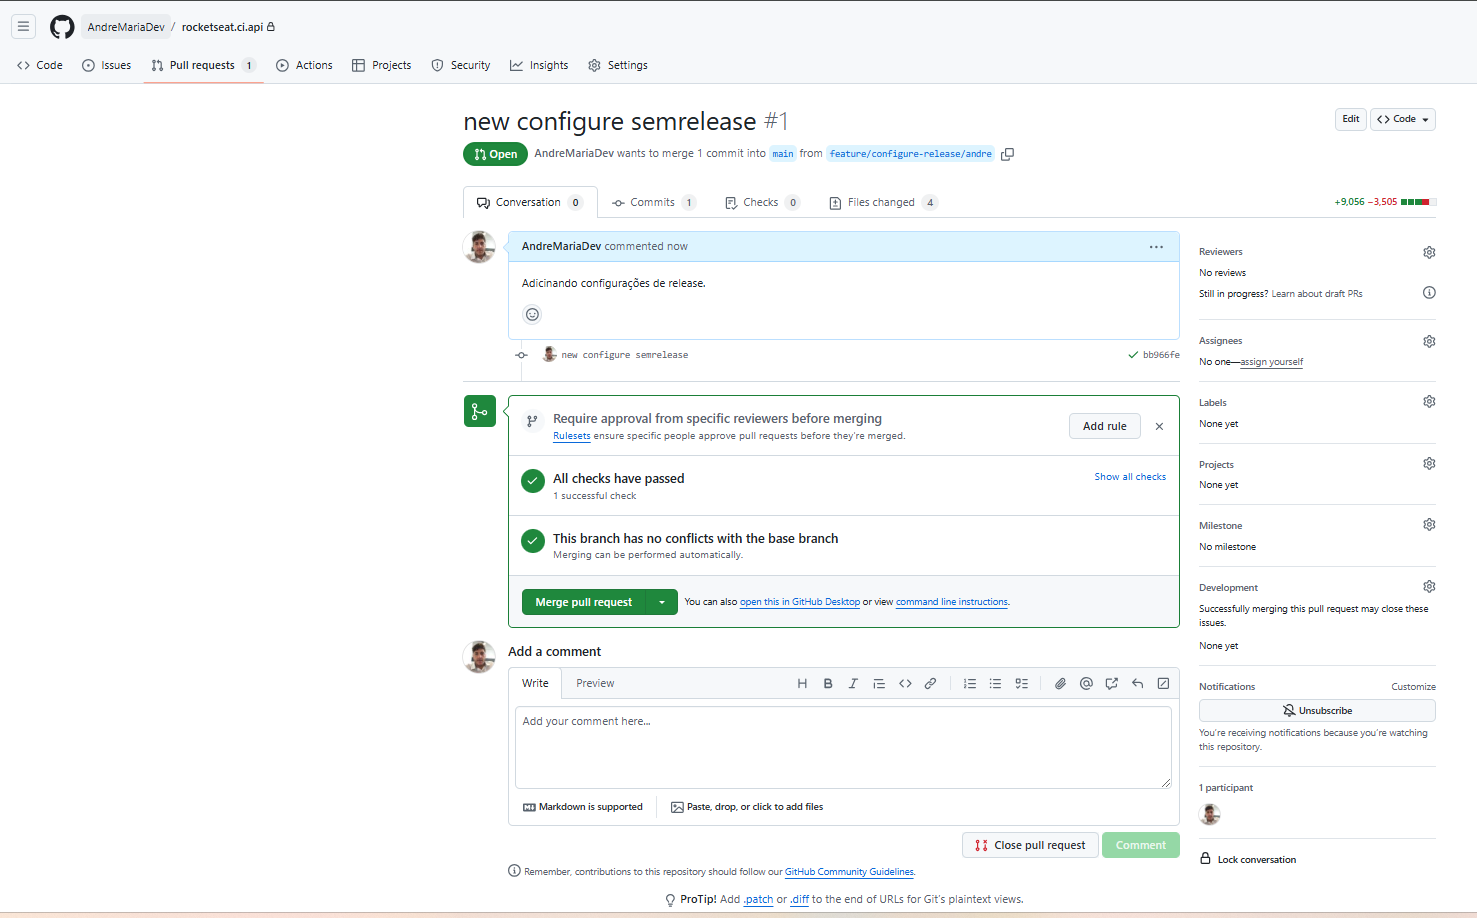 AndreMariaDev / rocketseat.ci.api
Code Issues Pull requests 1 Actions Projects Security Insights Settings
new configure semrelease #1
Edit Code
Open AndreMariaDev wants to merge 1 commit into main from feature/configure-release/andre
Conversation 0 Commits 1 Checks 0 Files changed 4
+9,056 −3,505
AndreMariaDev commented now
Adicinando configurações de release.
new configure semrelease
bb966fe
Require approval from specific reviewers before merging
Rulesets ensure specific people approve pull requests before they're merged.
Add rule
All checks have passed
1 successful check
Show all checks
This branch has no conflicts with the base branch
Merging can be performed automatically.
Merge pull request You can also open this in GitHub Desktop or view command line instructions.
Add a comment
Write Preview
Add your comment here...
Markdown is supported Paste, drop, or click to add files
Close pull request Comment
Remember, contributions to this repository should follow our GitHub Community Guidelines.
ProTip! Add .patch or .diff to the end of URLs for Git's plaintext views.
Reviewers
No reviews
Still in progress? Learn about draft PRs
Assignees
No one—assign yourself
Labels
None yet
Projects
None yet
Milestone
No milestone
Development
Successfully merging this pull request may close these
issues.
None yet
Notifications Customize
Unsubscribe
You're receiving notifications because you're watching
this repository.
1 participant
Lock conversation